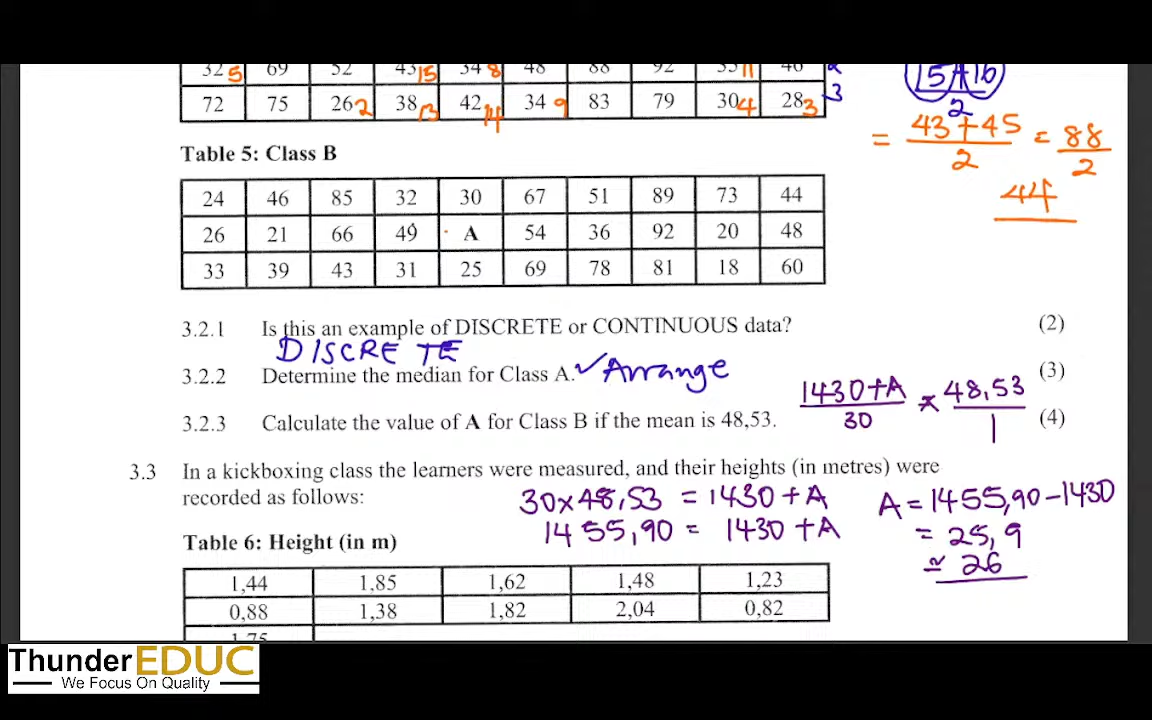 32 5 69 52 43 15 34 8 48 88 92 11 46
72 75 26 2 38 13 42 14 34 9 83 79 30 4 28 3 3
15+16
2
= 43+45 = 88
2 2
44
Table 5: Class B
24 46 85 32 30 67 51 89 73 44
26 21 66 49 A 54 36 92 20 48
33 39 43 31 25 69 78 81 18 60
3.2.1 Is this an example of DISCRETE or CONTINUOUS data? (2)
DISCRETE
3.2.2 Determine the median for Class A. ✓Arrange (3)
1430+A 48,53
30 1
3.2.3 Calculate the value of A for Class B if the mean is 48,53. (4)
3.3 In a kickboxing class the learners were measured, and their heights (in metres) were
recorded as follows:
30×48,53 = 1430+A
1455,90 = 1430+A
A = 1455,90-1430
= 25,9
≃ 26
Table 6: Height (in m)
1,44 1,85 1,62 1,48 1,23
0,88 1,38 1,82 2,04 0,82
1,75
ThunderEDUC
We Focus On Quality